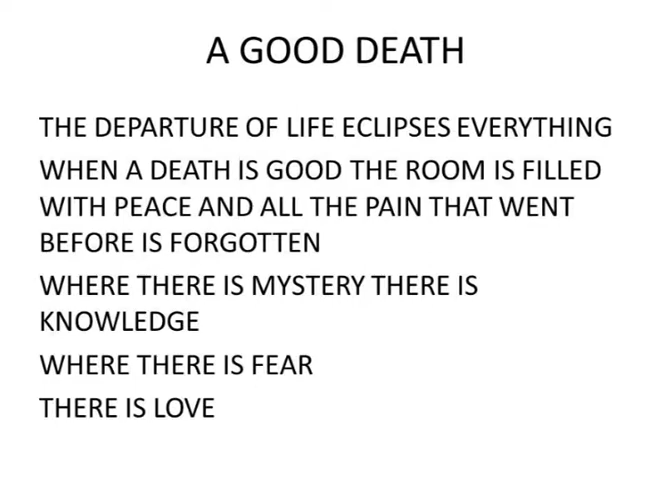 A GOOD DEATH
THE DEPARTURE OF LIFE ECLIPSES EVERYTHING
WHEN A DEATH IS GOOD THE ROOM IS FILLED
WITH PEACE AND ALL THE PAIN THAT WENT
BEFORE IS FORGOTTEN
WHERE THERE IS MYSTERY THERE IS
KNOWLEDGE
WHERE THERE IS FEAR
THERE IS LOVE